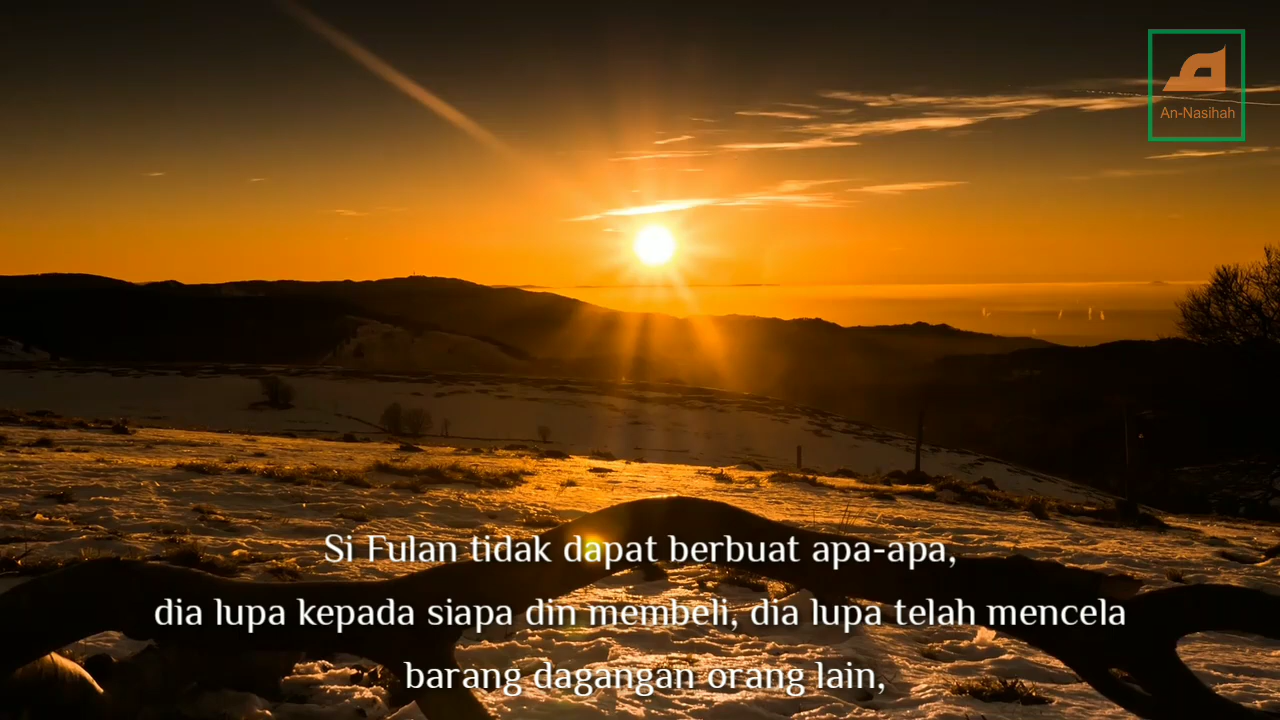 An-Nasihah
Si Fulan tidak dapat berbuat apa-apa,
dia lupa kepada siapa din membeli, dia lupa telah mencela
barang dagangan orang lain,